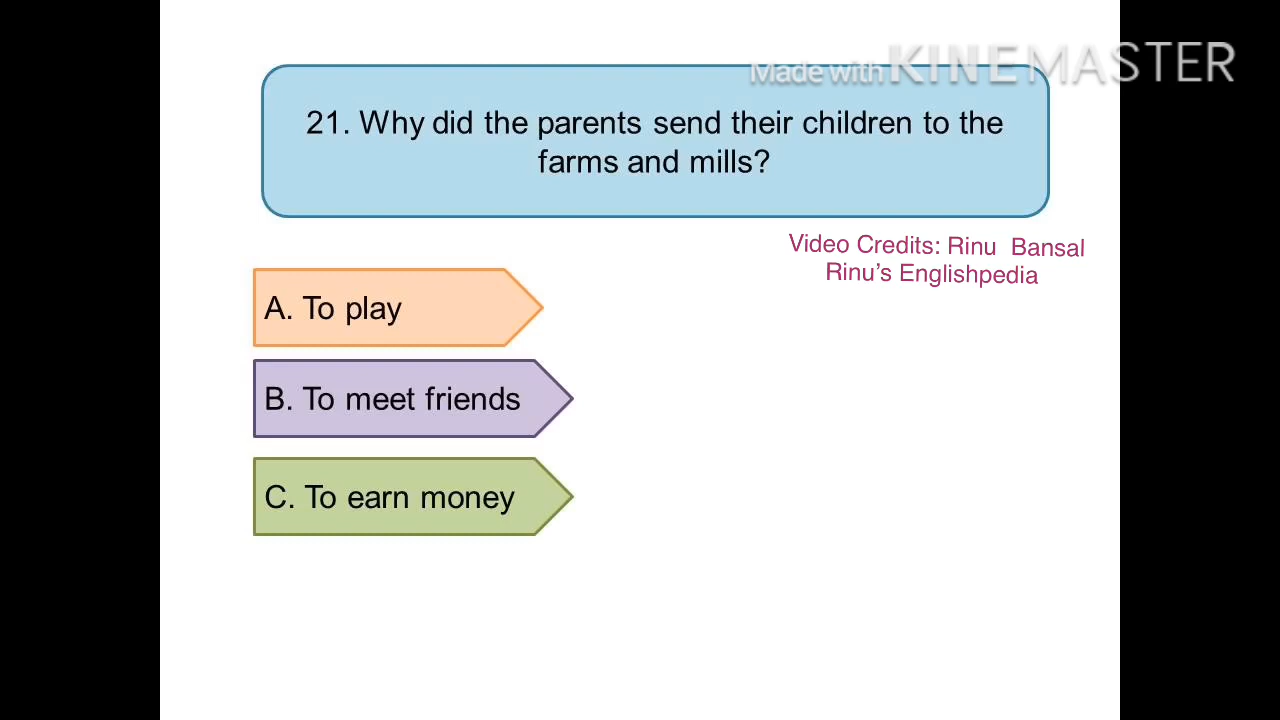 Made with KINEMASTER
21. Why did the parents send their children to the
farms and mills?
Video Credits: Rinu Bansal
Rinu’s Englishpedia
A. To play
B. To meet friends
C. To earn money